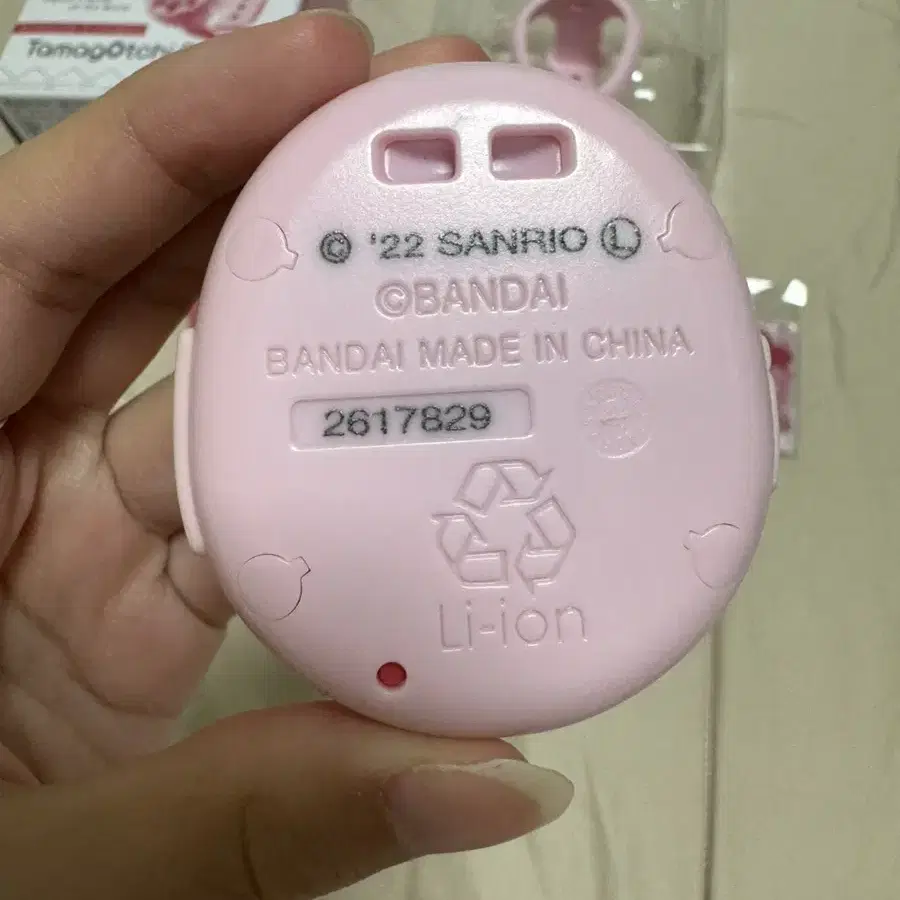 TamagOtchi
© '22 SANRIO Ⓛ
©BANDAI
BANDAI MADE IN CHINA
2617829
Li-ion